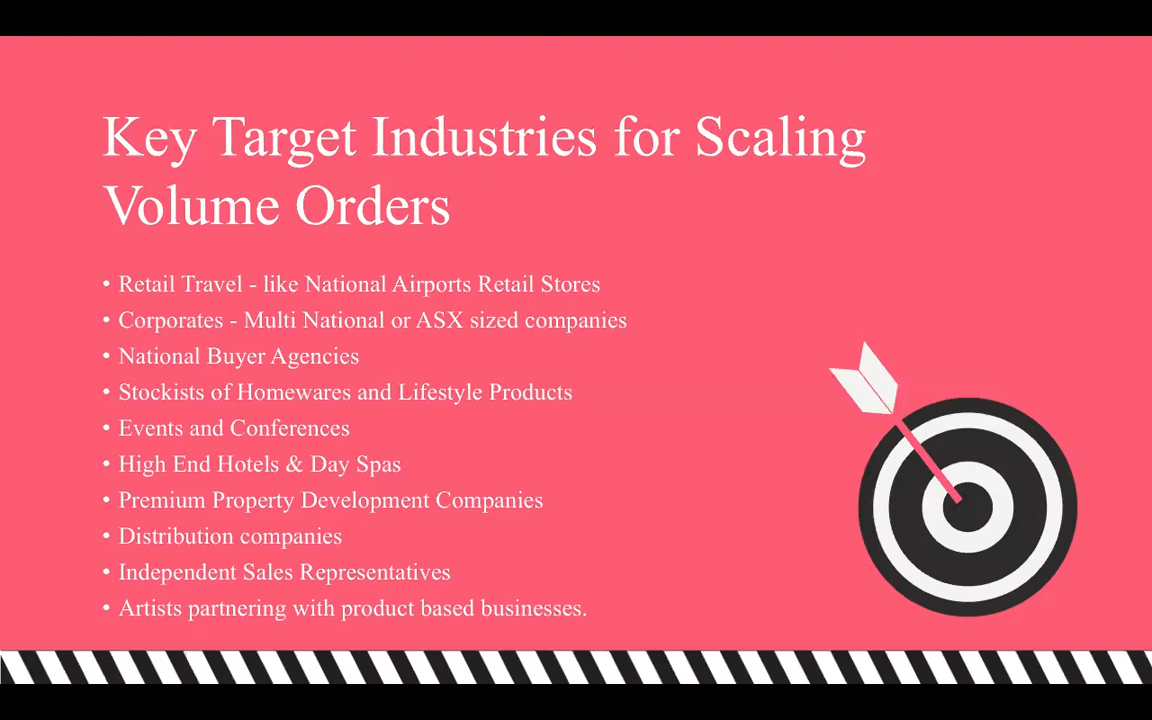 Key Target Industries for Scaling
Volume Orders
• Retail Travel - like National Airports Retail Stores
• Corporates - Multi National or ASX sized companies
• National Buyer Agencies
• Stockists of Homewares and Lifestyle Products
• Events and Conferences
• High End Hotels & Day Spas
• Premium Property Development Companies
• Distribution companies
• Independent Sales Representatives
• Artists partnering with product based businesses.